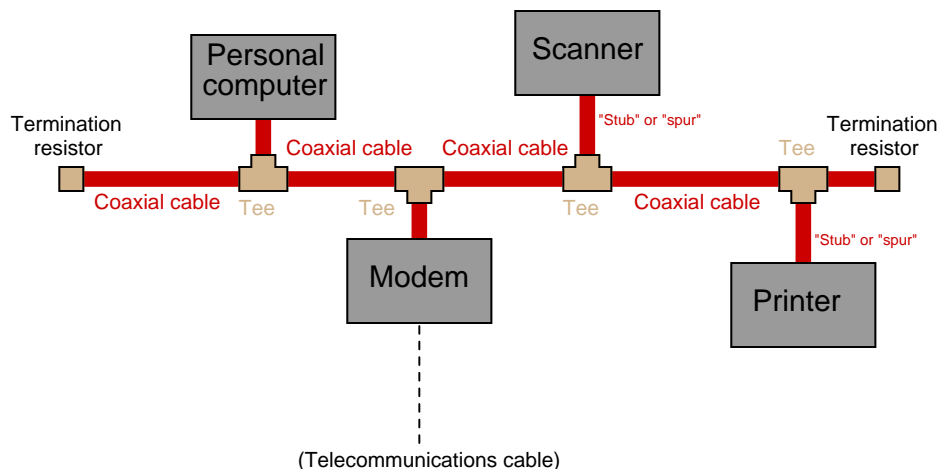 Personal
computer
Scanner
Termination
resistor
"Stub" or "spur"
Termination
resistor
Coaxial cable
Coaxial cable
Tee
Coaxial cable
Tee
Tee
Tee
Coaxial cable
"Stub" or "spur"
Modem
Printer
(Telecommunications cable)